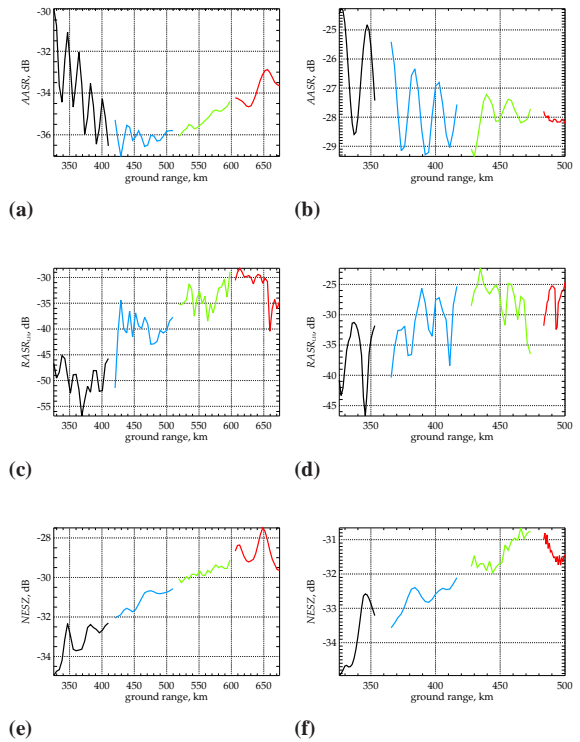 -30
-32
-34
-36
AASR, dB
350 400 450 500 550 600 650
ground range, km
(a)
-25
-26
-27
-28
-29
AASR, dB
350 400 450 500
ground range, km
(b)
-30
-35
-40
-45
-50
-55
RASR, dB
350 400 450 500 550 600 650
ground range, km
(c)
-20
-25
-30
-35
-40
-45
RASR, dB
350 400 450 500
ground range, km
(d)
-28
-30
-32
-34
NESZ, dB
350 400 450 500 550 600 650
ground range, km
(e)
-31
-32
-33
-34
NESZ, dB
350 400 450 500
ground range, km
(f)